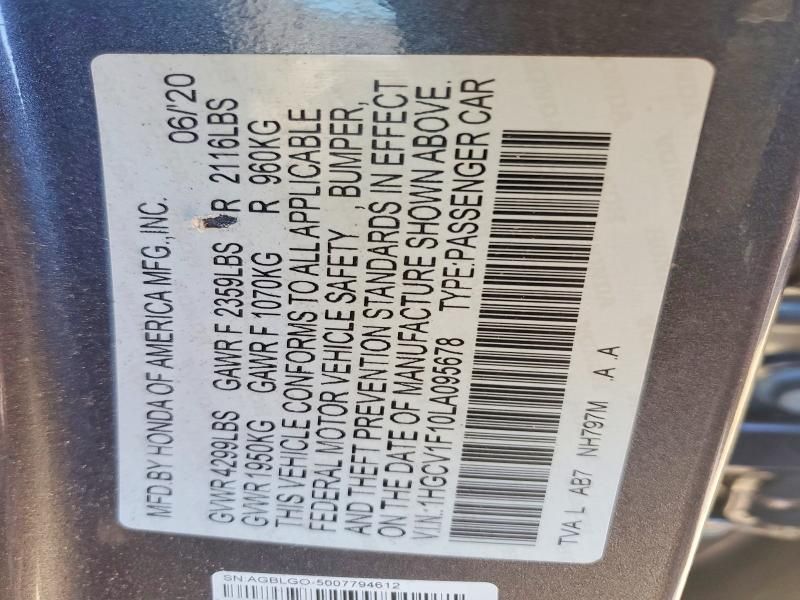 MFD.BY HONDA OF AMERICA MFG.,INC. 06/'20
GVWR 4299LBS GAWR F 2359LBS R 2116LBS
GVWR 1950KG GAWR F 1070KG R 960KG
THIS VEHICLE CONFORMS TO ALL APPLICABLE
FEDERAL MOTOR VEHICLE SAFETY , BUMPER,
AND THEFT PREVENTION STANDARDS IN EFFECT
ON THE DATE OF MANUFACTURE SHOWN ABOVE.
V.I.N.:1HGCV1F10LA095678 TYPE:PASSENGER CAR
TVA L AB7 NH797M .A .A
SN:AGBLGO-5007794612